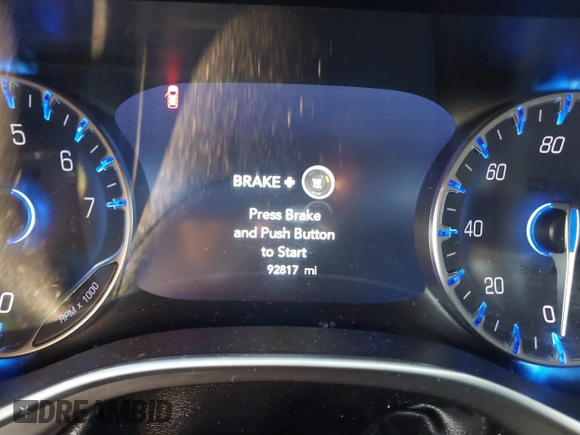 5
6
7
0
RPM x 1000
BRAKE +
Press Brake
and Push Button
to Start
92817 mi
80
60
40
20
0
DREAMBID